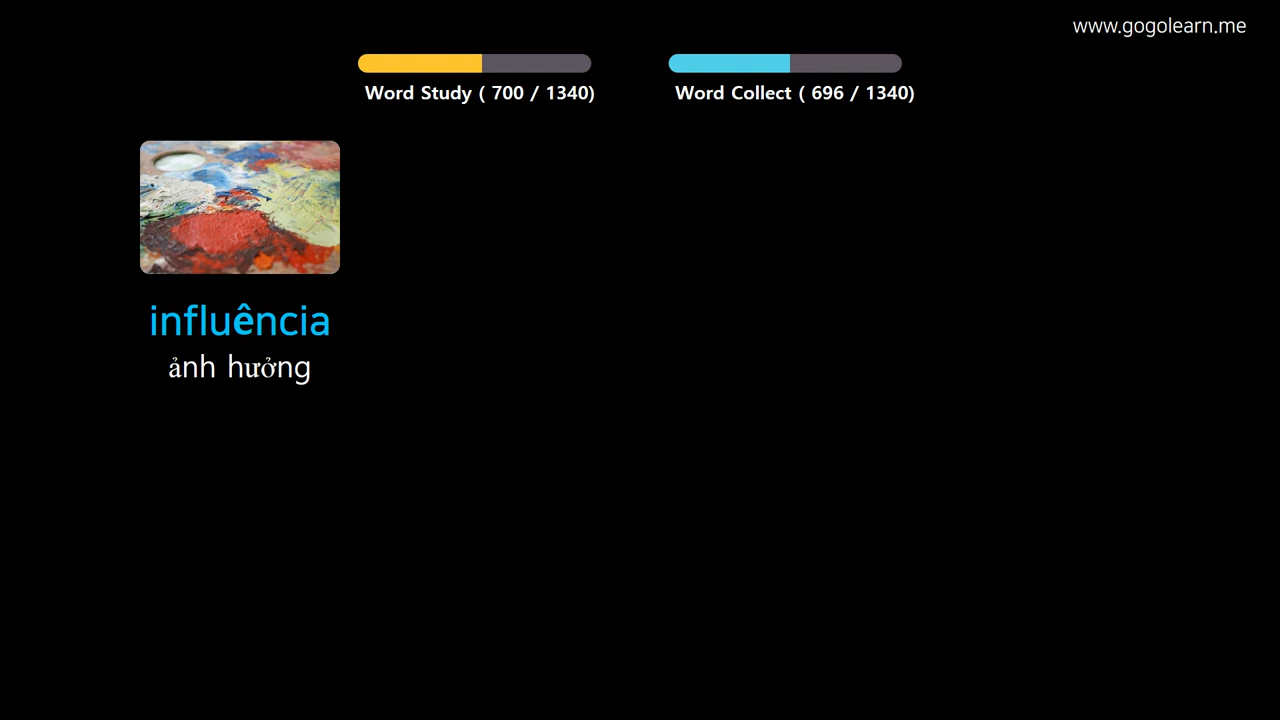 www.gogolearn.me
Word Study ( 700 / 1340)
Word Collect ( 696 / 1340)
influência
ảnh hưởng